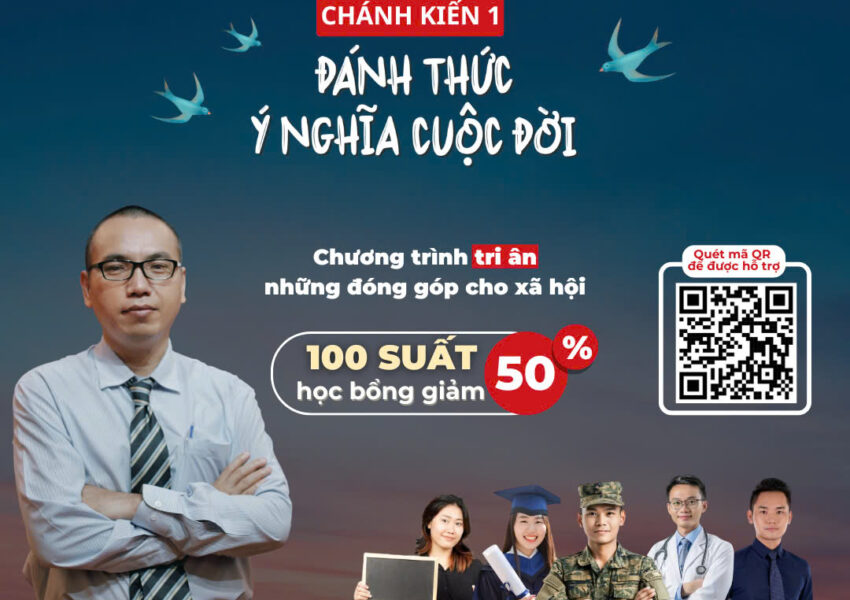 CHÁNH KIẾN 1
ĐÁNH THỨC
Ý NGHĨA CUỘC ĐỜI
Chương trình tri ân
những đóng góp cho xã hội
100 SUẤT
học bổng giảm
50%
Quét mã QR
để được hỗ trợ